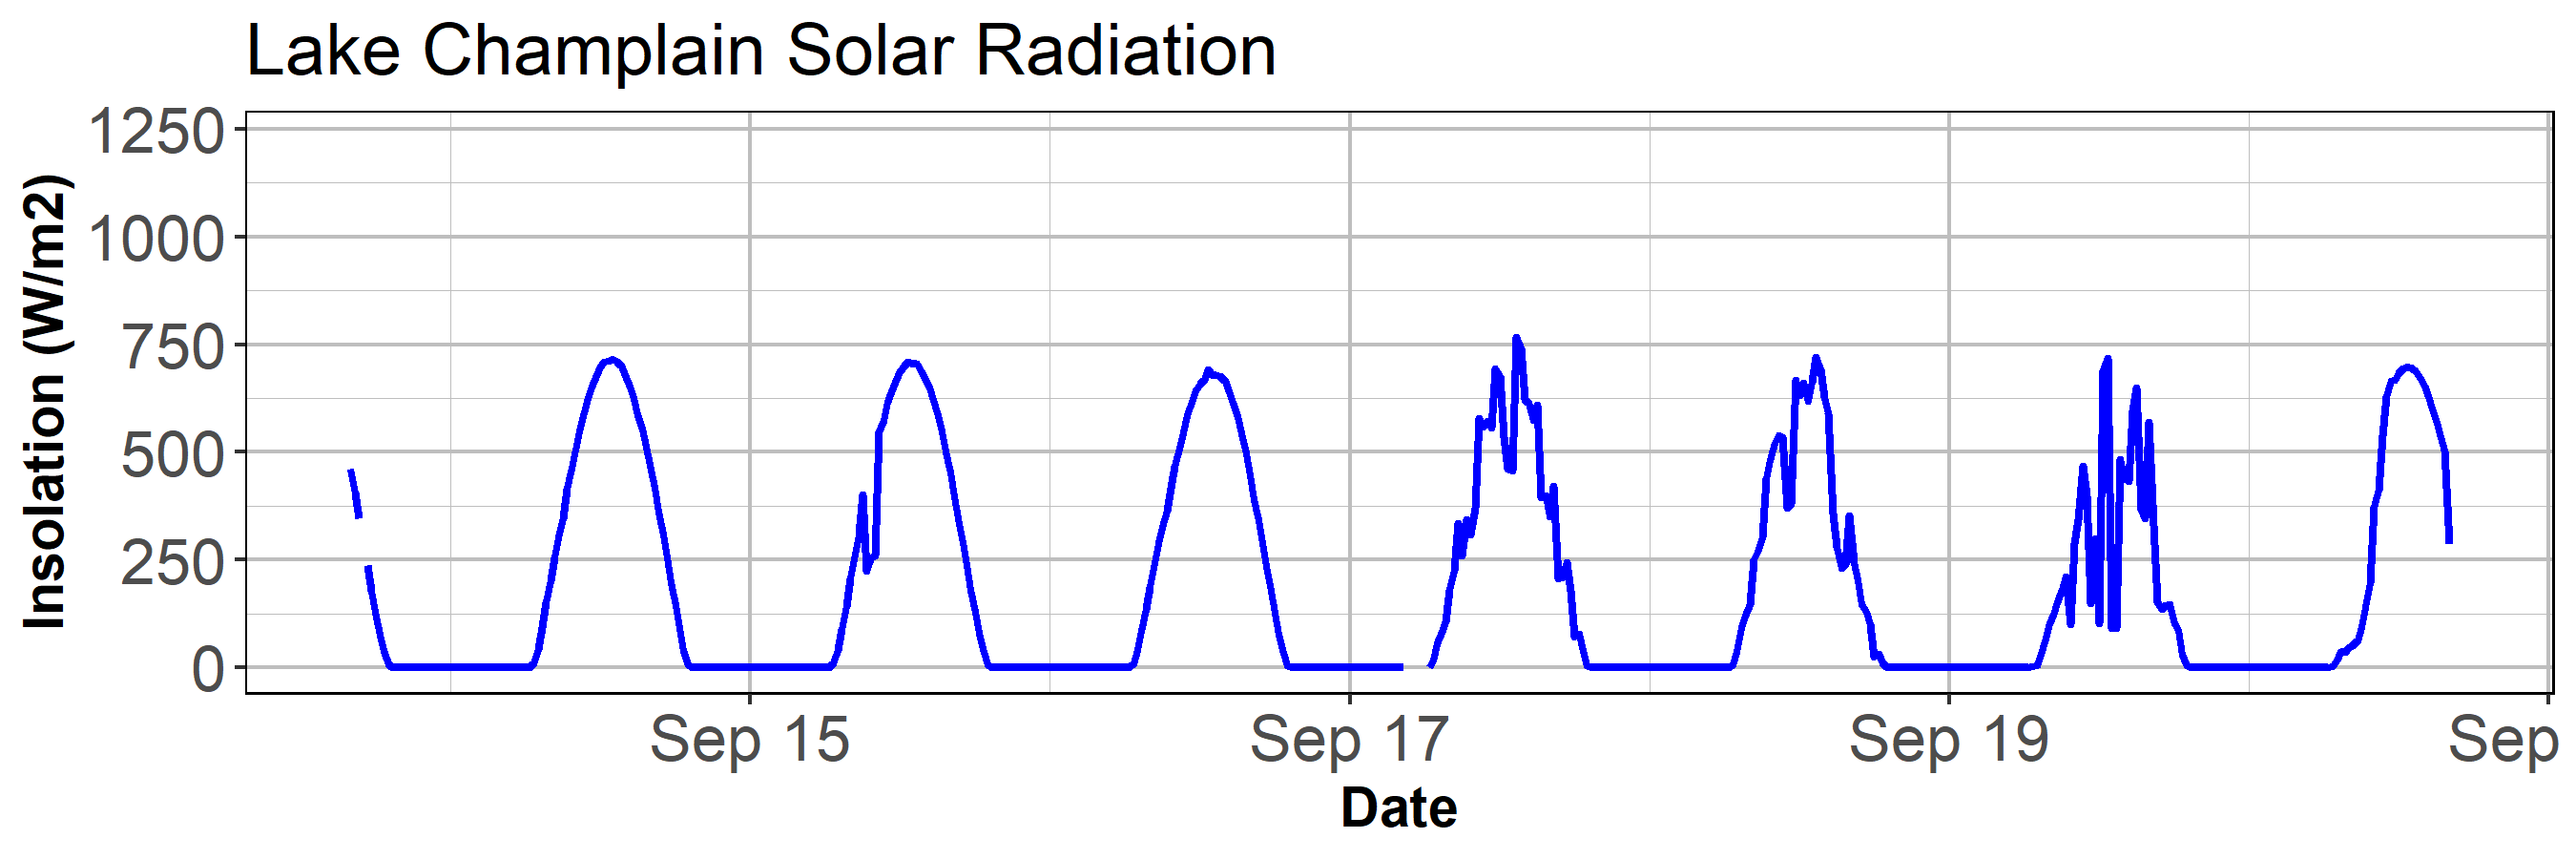 Lake Champlain Solar Radiation
1250
1000
750
500
250
0
Insolation (W/m2)
Sep 15
Sep 17
Sep 19
Sep
Date